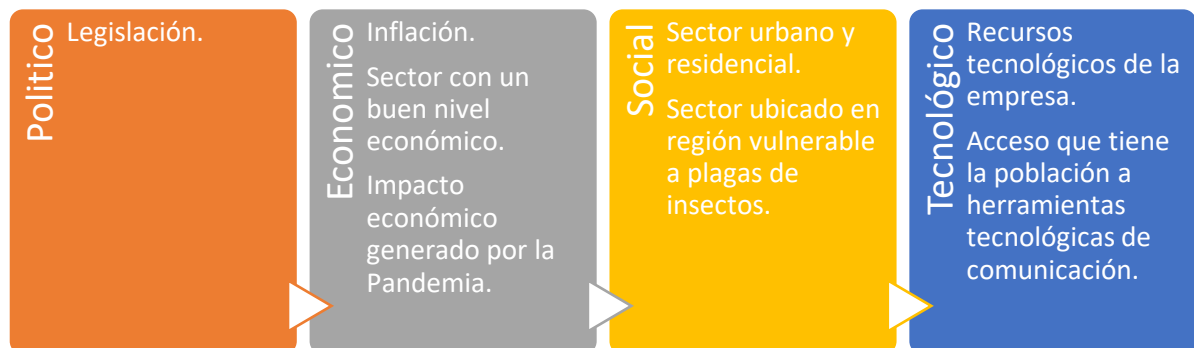 Politico
Legislación.
Economico
Inflación.
Sector con un
buen nivel
económico.
Impacto
económico
generado por la
Pandemia.
Social
Sector urbano y
residencial.
Sector ubicado en
región vulnerable
a plagas de
insectos.
Tecnológico
Recursos
tecnológicos de la
empresa.
Acceso que tiene
la población a
herramientas
tecnológicas de
comunicación.